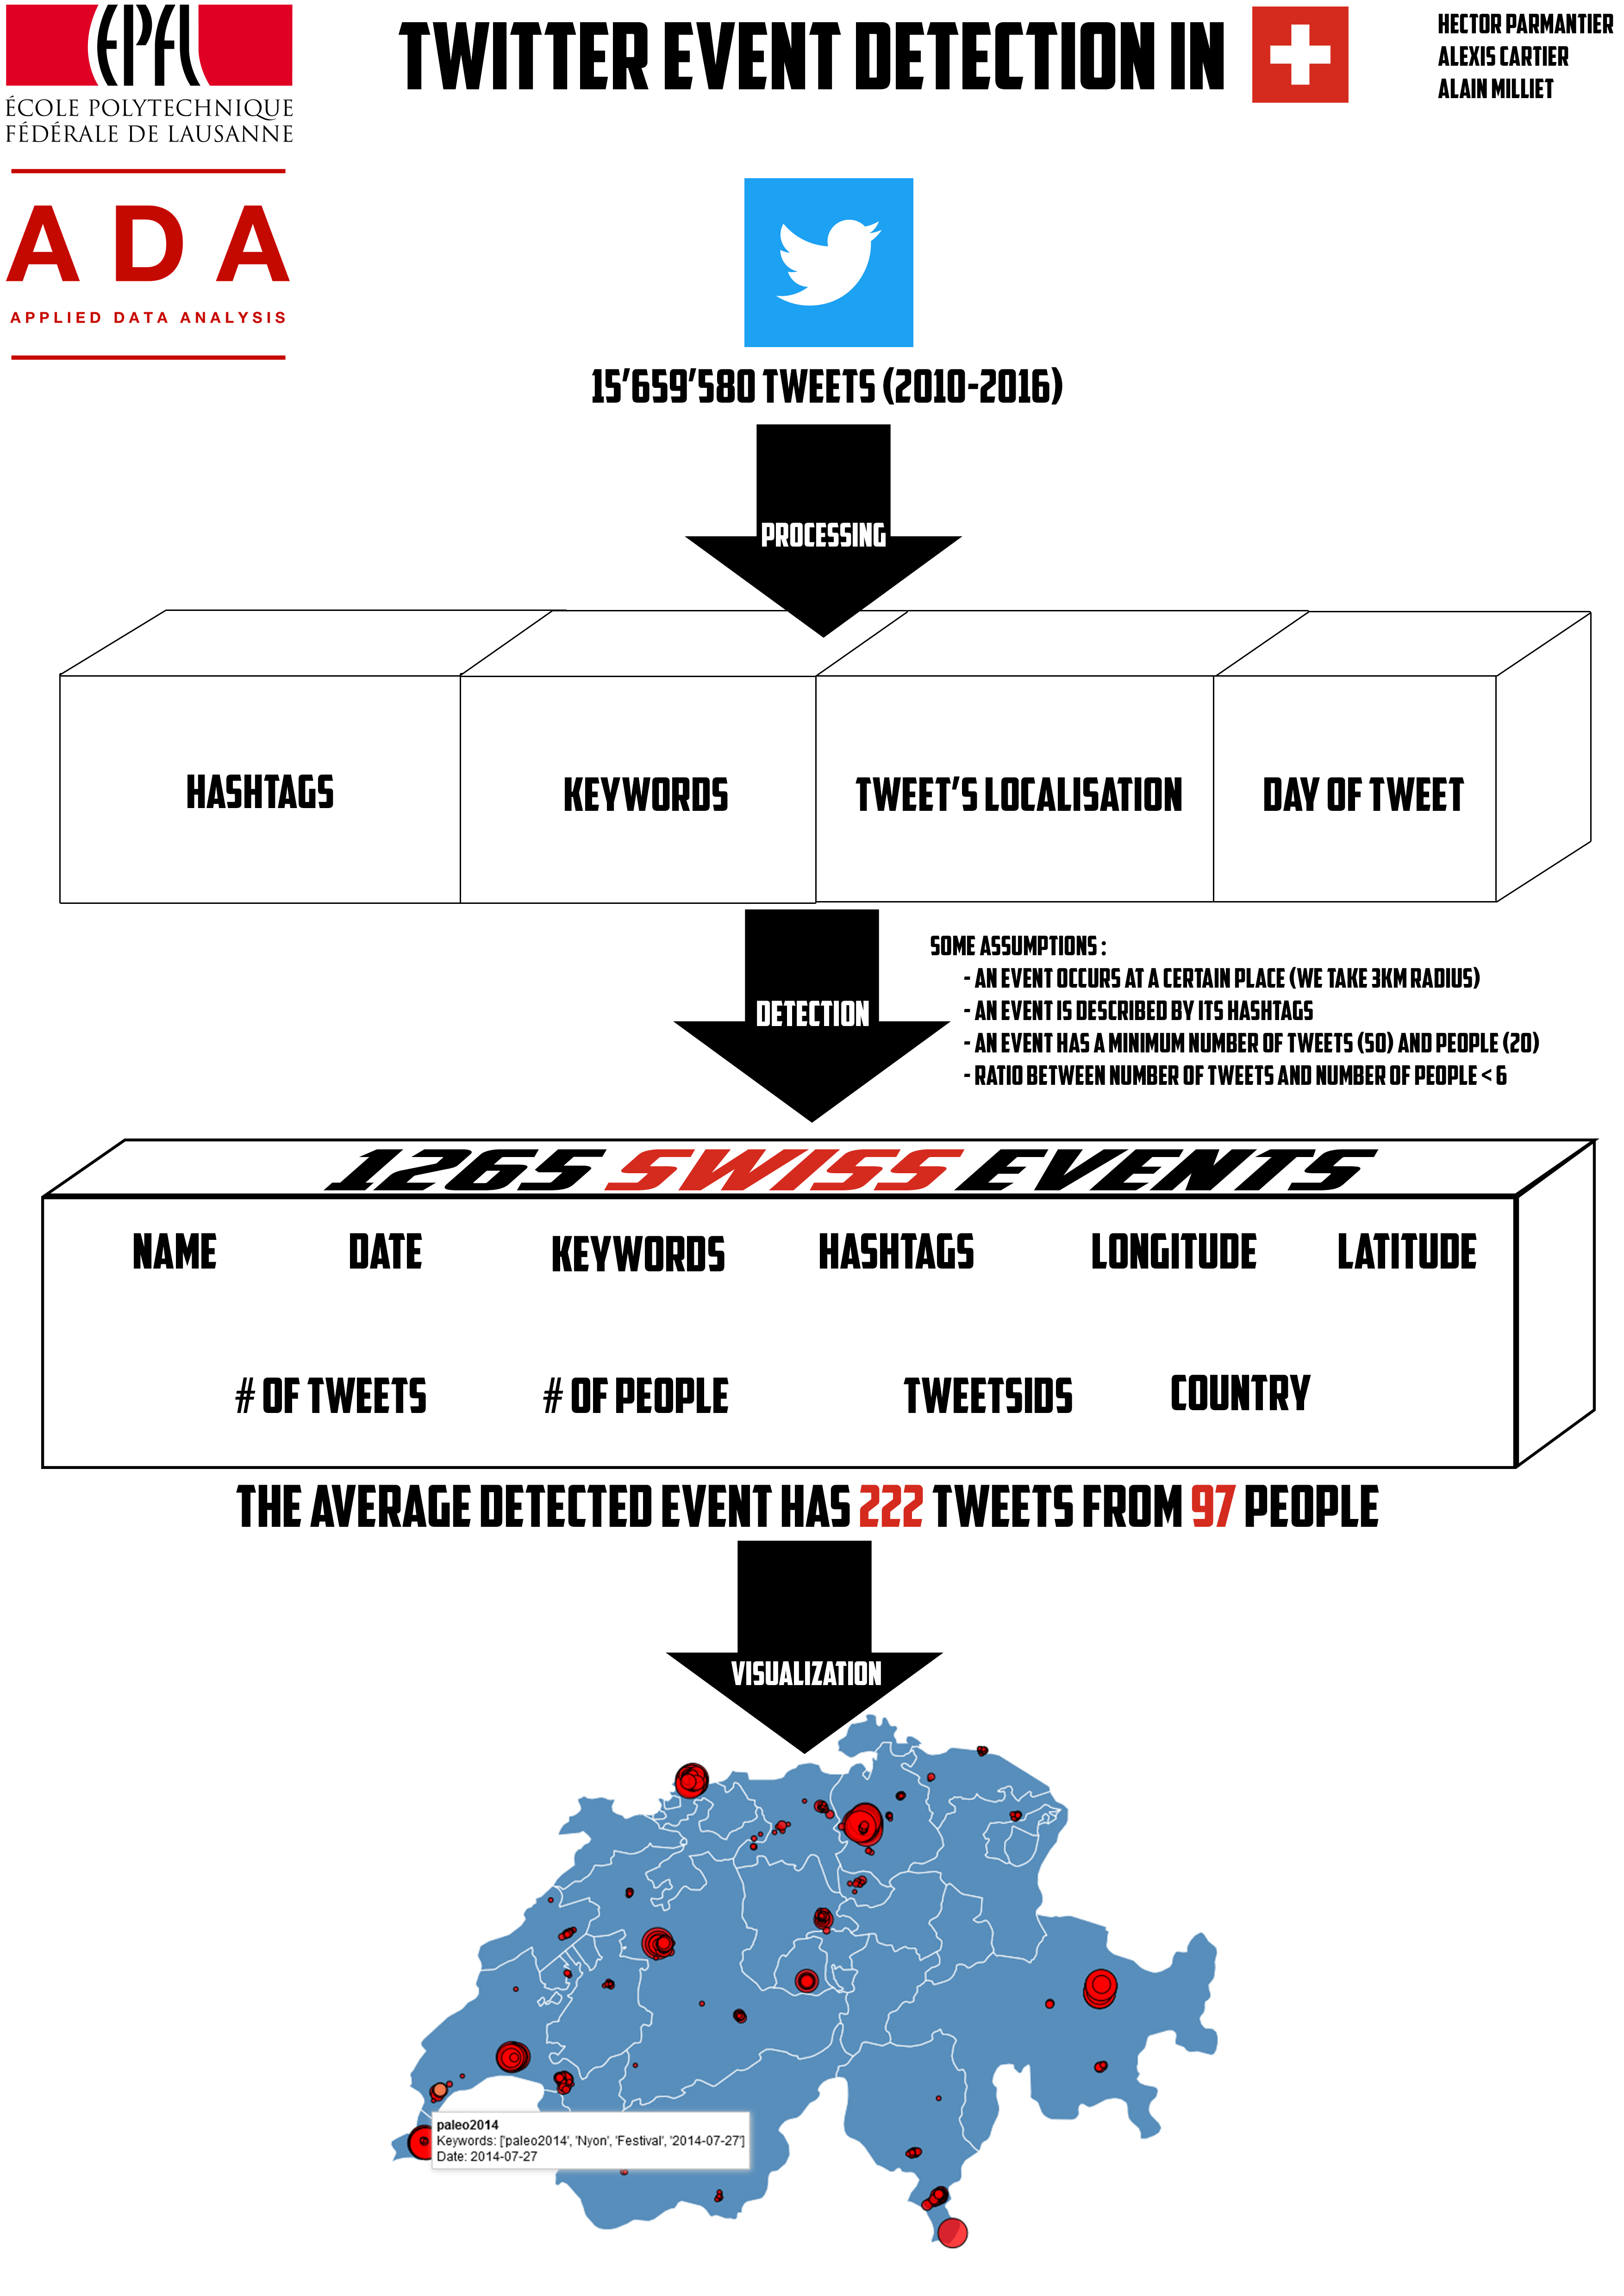 EPFL
ÉCOLE POLYTECHNIQUE
FÉDÉRALE DE LAUSANNE
TWITTER EVENT DETECTION IN
HECTOR PARMANTIER
ALEXIS CARTIER
ALAIN MILLIET
ADA
APPLIED DATA ANALYSIS
15'659'580 TWEETS (2010-2016)
PROCESSING
HASHTAGS
KEYWORDS
TWEET'S LOCALISATION
DAY OF TWEET
DETECTION
SOME ASSUMPTIONS :
- AN EVENT OCCURS AT A CERTAIN PLACE (WE TAKE 3KM RADIUS)
- AN EVENT IS DESCRIBED BY ITS HASHTAGS
- AN EVENT HAS A MINIMUM NUMBER OF TWEETS (50) AND PEOPLE (20)
- RATIO BETWEEN NUMBER OF TWEETS AND NUMBER OF PEOPLE < 6
1265 SWISS EVENTS
NAME DATE KEYWORDS HASHTAGS LONGITUDE LATITUDE
# OF TWEETS # OF PEOPLE TWEETSIDS COUNTRY
THE AVERAGE DETECTED EVENT HAS 222 TWEETS FROM 97 PEOPLE
VISUALIZATION
paleo2014
Keywords: ['paleo2014', 'Nyon', 'Festival', '2014-07-27']
Date: 2014-07-27